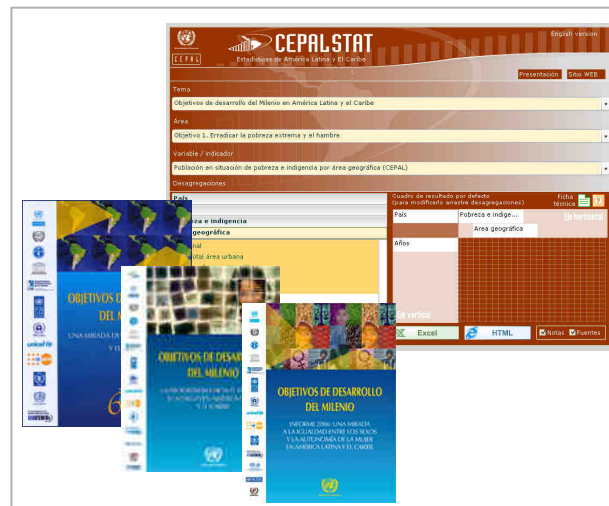 English version
CEPAL
CEPALSTAT
Estadísticas de América Latina y El Caribe
Presentación
Sitio WEB
Tema
Objetivos de desarrollo del Milenio en América Latina y el Caribe
Área
Objetivo 1. Erradicar la pobreza extrema y el hambre
Variable / indicador
Población en situación de pobreza e indigencia por área geográfica (CEPAL)
Desagregaciones
País
eza e indigencia
geográfica
nal
otal área urbana
Cuadro de resultado por defecto
(para modificarlo arrastre desagregaciones)
Ficha
técnica
País
Pobreza e indige...
Eje horizontal
Area geográfica
Años
Eje vertical
Excel
HTML
Notas
Fuentes
OBJETIVOS DE
DEL M
UNA MIRADA
Y E
unicef
6
OBJETIVOS DE DESAR
DEL MILENIO
Y EL CARIBE
OBJETIVOS DE DESARROLLO
DEL MILENIO
INFORME 2006: UNA MIRADA
A LA IGUALDAD ENTRE LOS SEXOS
Y LA AUTONOMÍA DE LA MUJER
EN AMÉRICA LATINA Y EL CARIBE